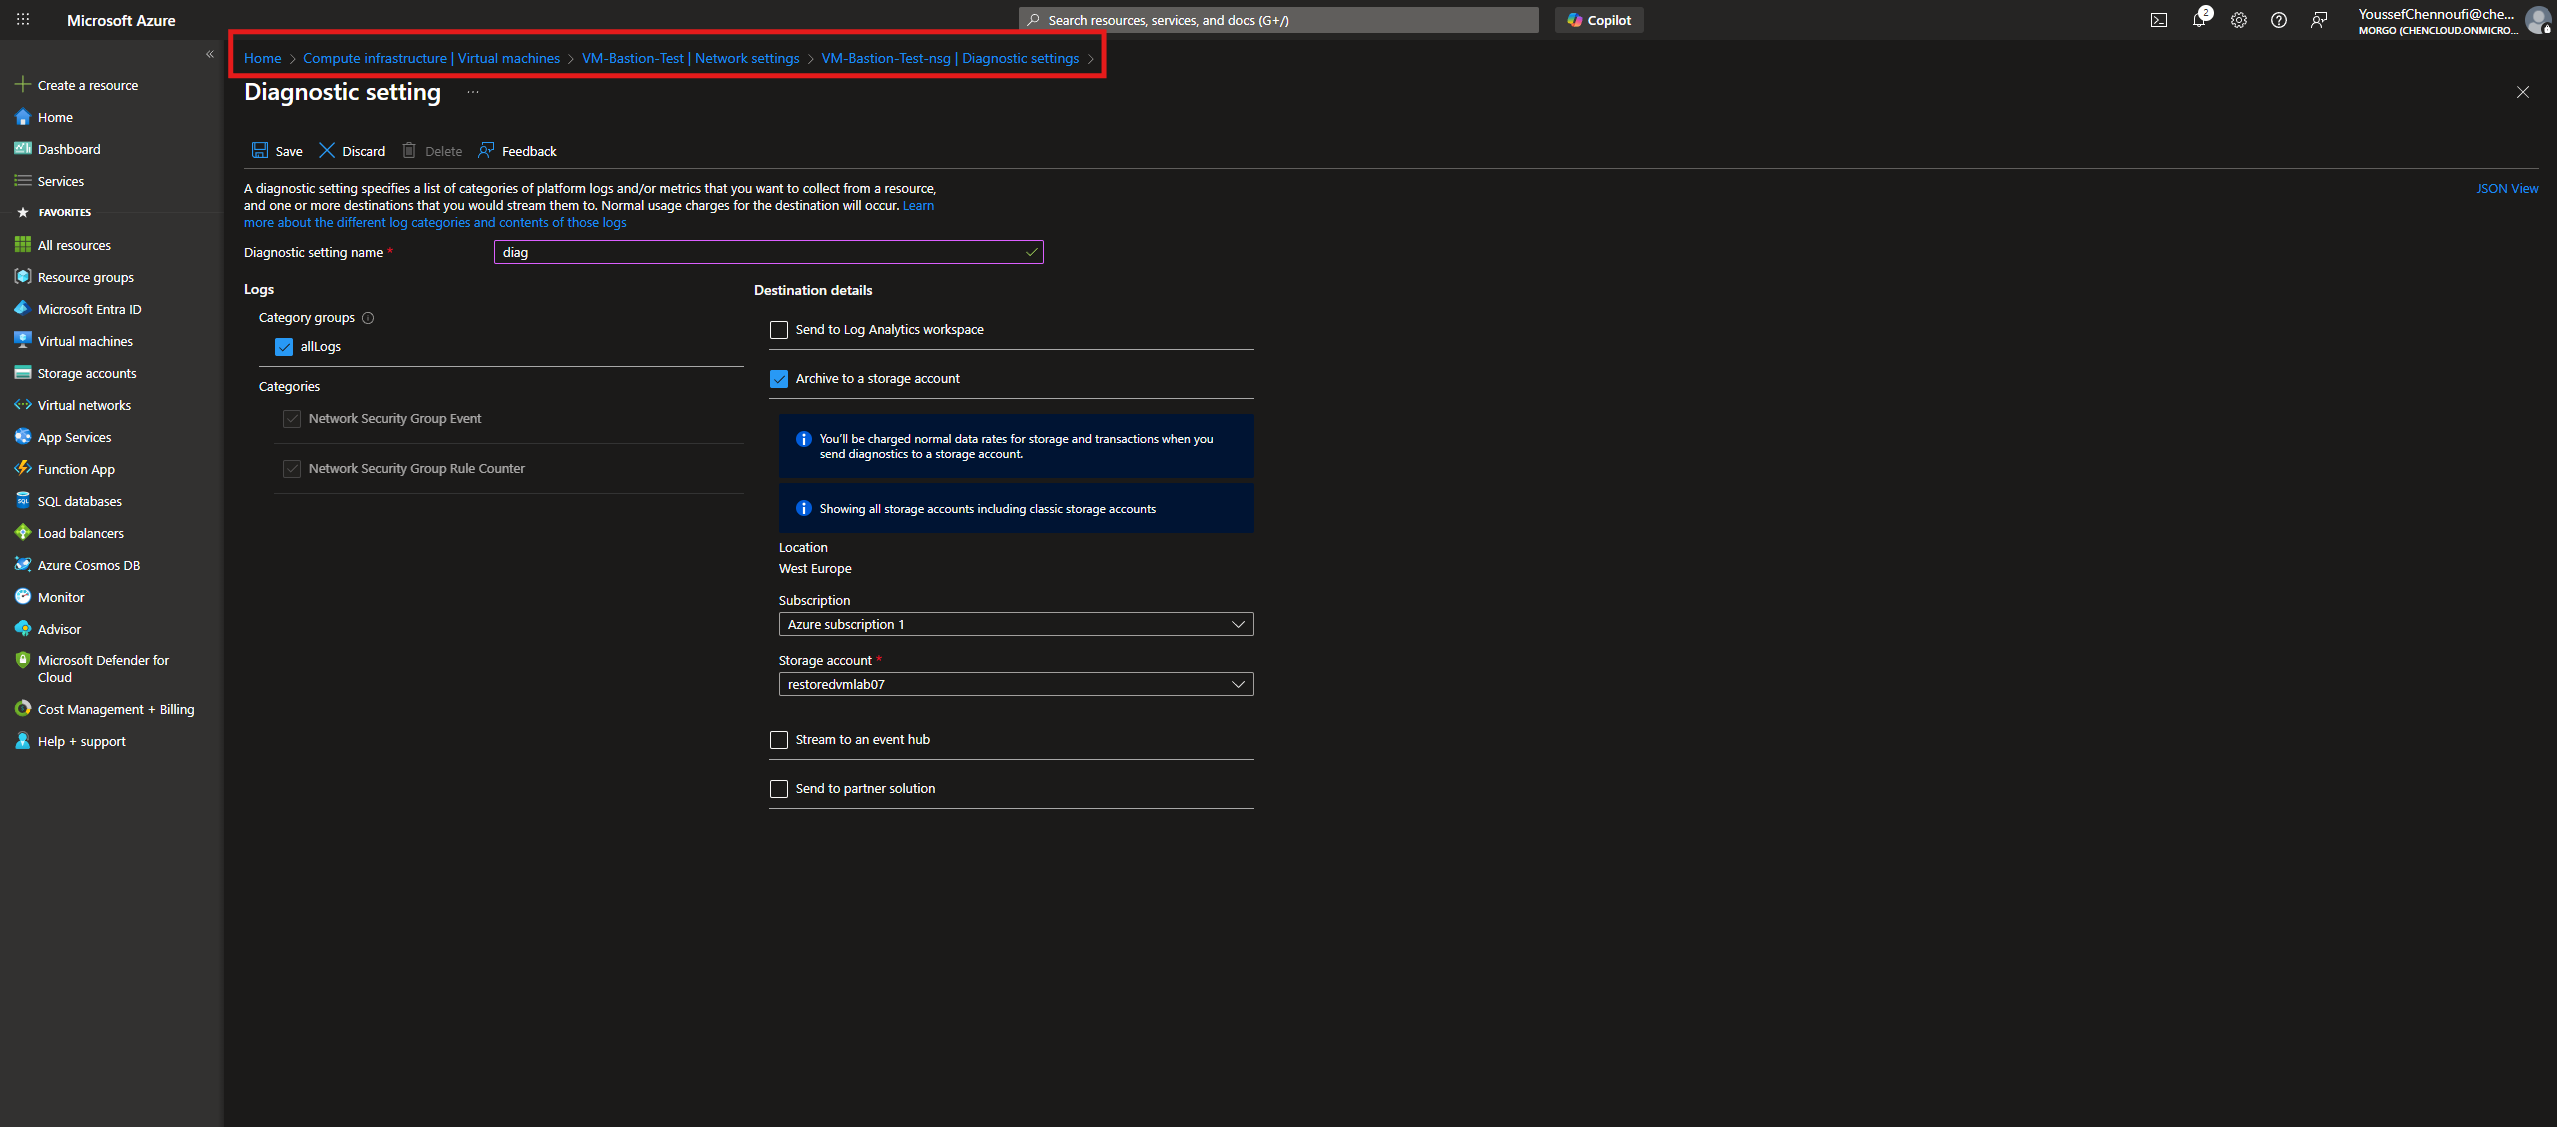 Microsoft Azure
Search resources, services, and docs (G+/)
Copilot
2
YoussefChennoufi@che...
MORGO (CHENCLOUD.ONMICRO...
Create a resource
Home
Dashboard
Services
FAVORITES
All resources
Resource groups
Microsoft Entra ID
Virtual machines
Storage accounts
Virtual networks
App Services
Function App
SQL databases
Load balancers
Azure Cosmos DB
Monitor
Advisor
Microsoft Defender for
Cloud
Cost Management + Billing
Help + support
Home > Compute infrastructure | Virtual machines > VM-Bastion-Test | Network settings > VM-Bastion-Test-nsg | Diagnostic settings >
Diagnostic setting ...
Save Discard Delete Feedback
A diagnostic setting specifies a list of categories of platform logs and/or metrics that you want to collect from a resource,
and one or more destinations that you would stream them to. Normal usage charges for the destination will occur. Learn
more about the different log categories and contents of those logs
JSON View
Diagnostic setting name *
diag
Logs
Category groups
allLogs
Categories
Network Security Group Event
Network Security Group Rule Counter
Destination details
Send to Log Analytics workspace
Archive to a storage account
You'll be charged normal data rates for storage and transactions when you
send diagnostics to a storage account.
Showing all storage accounts including classic storage accounts
Location
West Europe
Subscription
Azure subscription 1
Storage account *
restoredvmlab07
Stream to an event hub
Send to partner solution